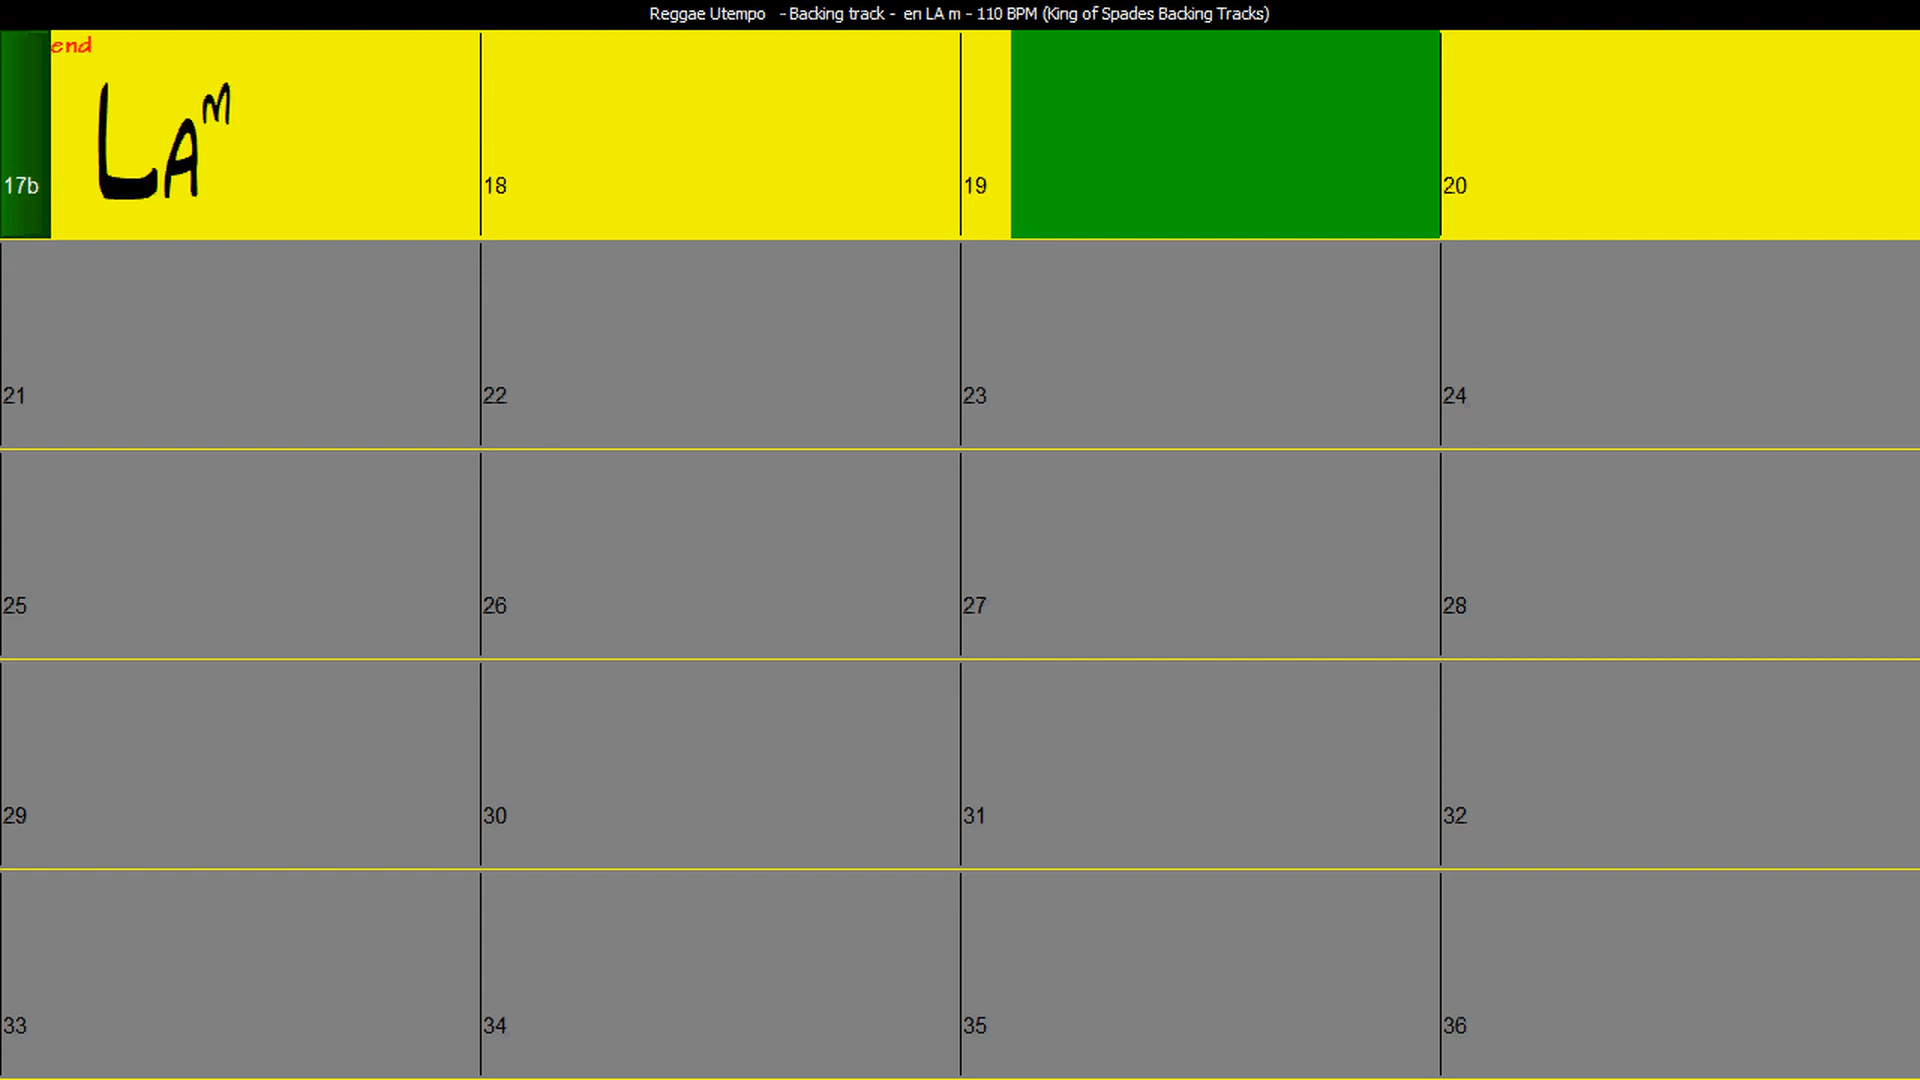 Reggae Utempo - Backing track - en LA m - 110 BPM (King of Spades Backing Tracks)
end
LAm
17b 18 19 20
21 22 23 24
25 26 27 28
29 30 31 32
33 34 35 36